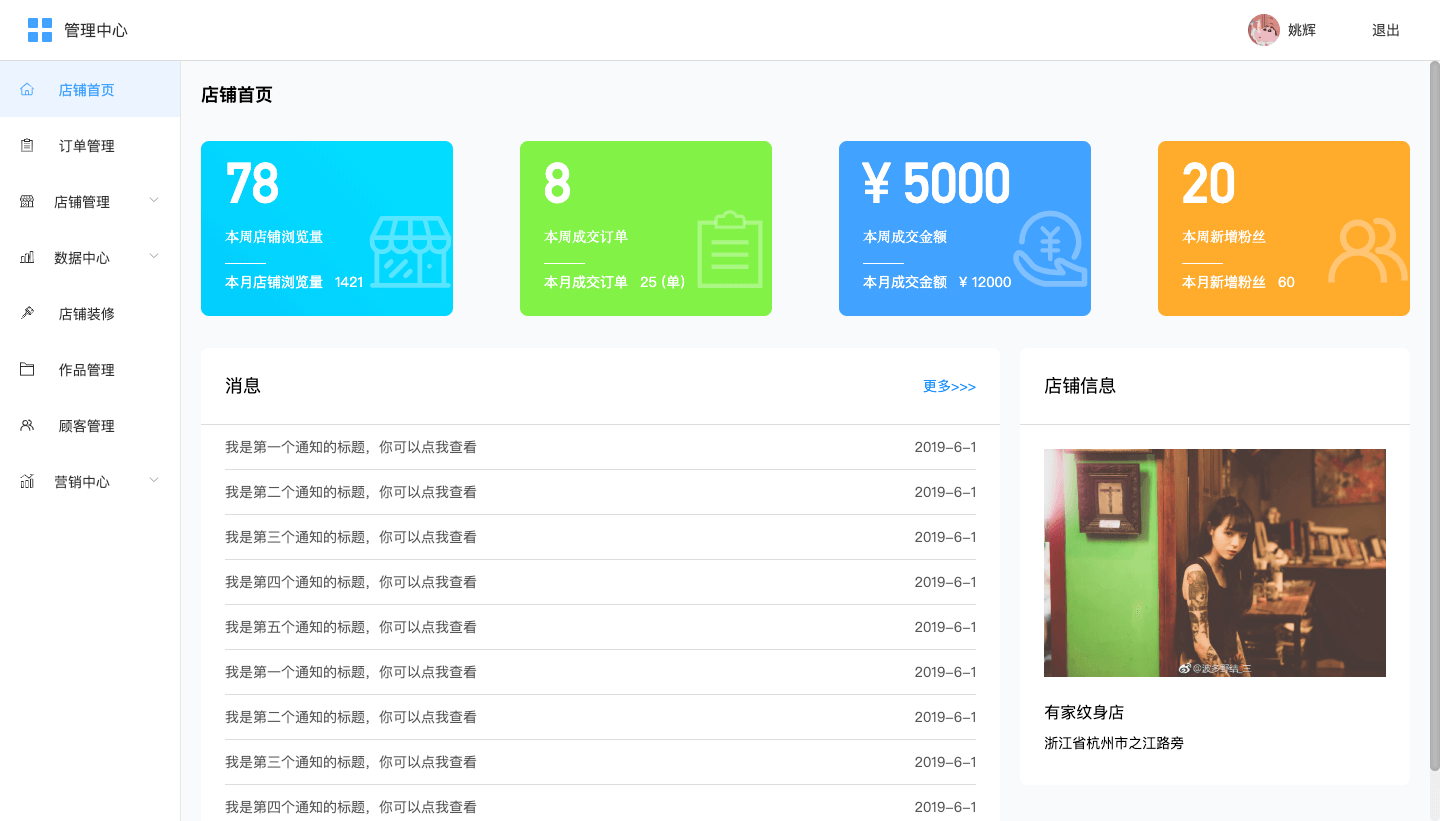 管理中心
姚辉
退出
店铺首页
订单管理
店铺管理
数据中心
店铺装修
作品管理
顾客管理
营销中心
店铺首页
78
本周店铺浏览量
本月店铺浏览量 1421
8
本周成交订单
本月成交订单 25 (单)
¥ 5000
本周成交金额
本月成交金额 ¥ 12000
20
本周新增粉丝
本月新增粉丝 60
消息
更多>>>
我是第一个通知的标题，你可以点我查看 2019-6-1
我是第二个通知的标题，你可以点我查看 2019-6-1
我是第三个通知的标题，你可以点我查看 2019-6-1
我是第四个通知的标题，你可以点我查看 2019-6-1
我是第五个通知的标题，你可以点我查看 2019-6-1
我是第一个通知的标题，你可以点我查看 2019-6-1
我是第二个通知的标题，你可以点我查看 2019-6-1
我是第三个通知的标题，你可以点我查看 2019-6-1
我是第四个通知的标题，你可以点我查看 2019-6-1
店铺信息
@波多野结_三
有家纹身店
浙江省杭州市之江路旁